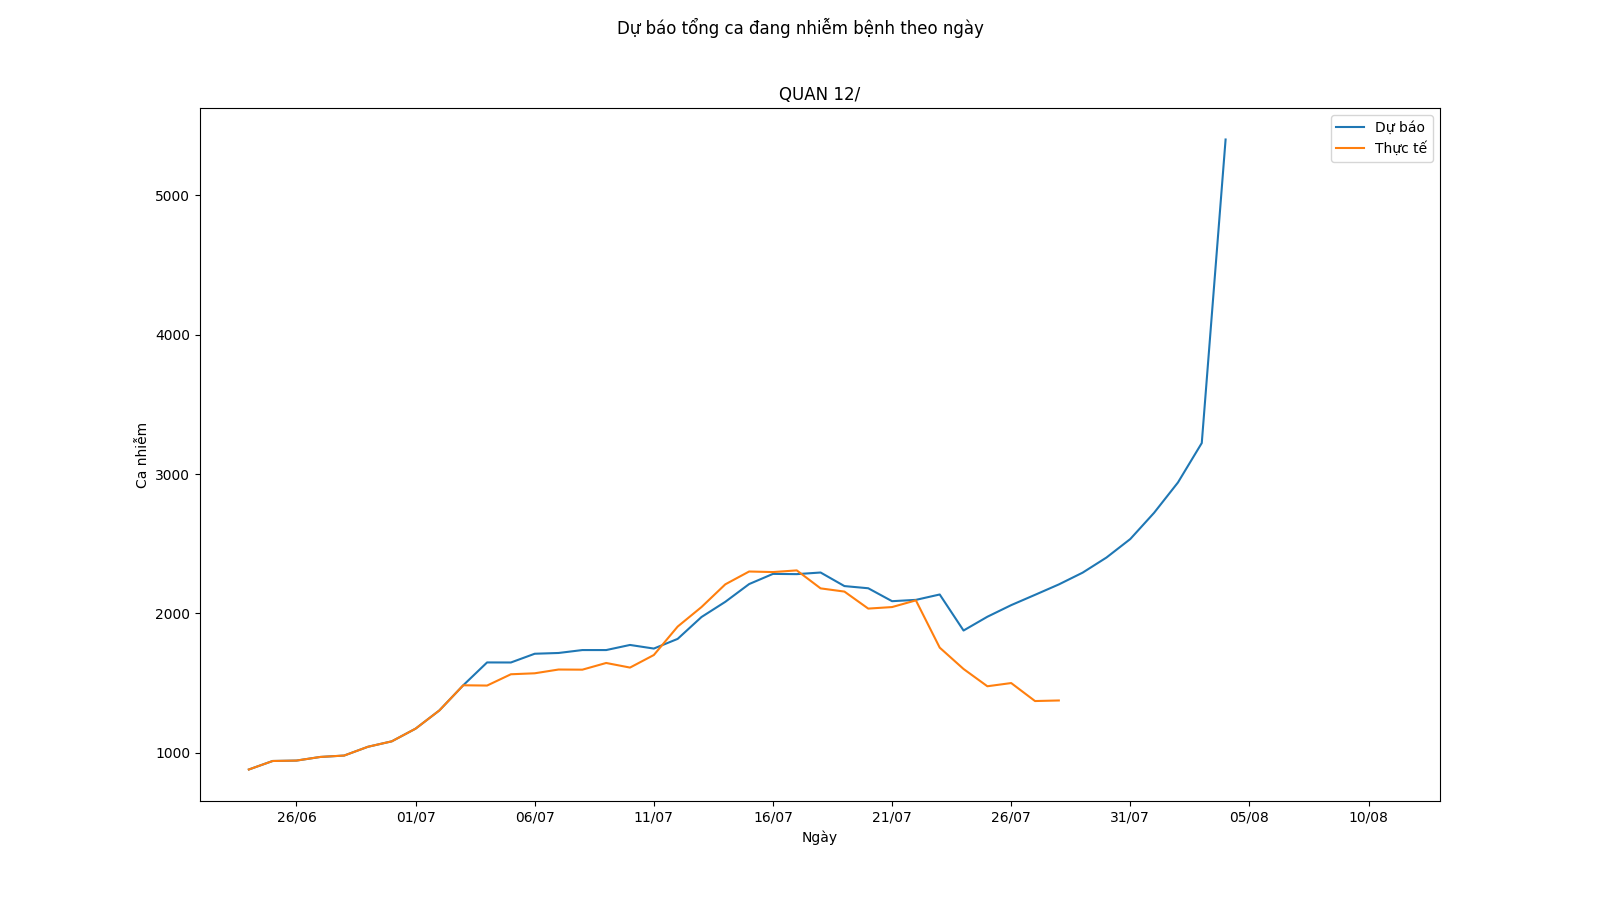 Dự báo tổng ca đang nhiễm bệnh theo ngày
QUAN 12/
Dự báo
Thực tế
5000
4000
3000
2000
1000
Ca nhiễm
26/06 01/07 06/07 11/07 16/07 21/07 26/07 31/07 05/08 10/08
Ngày